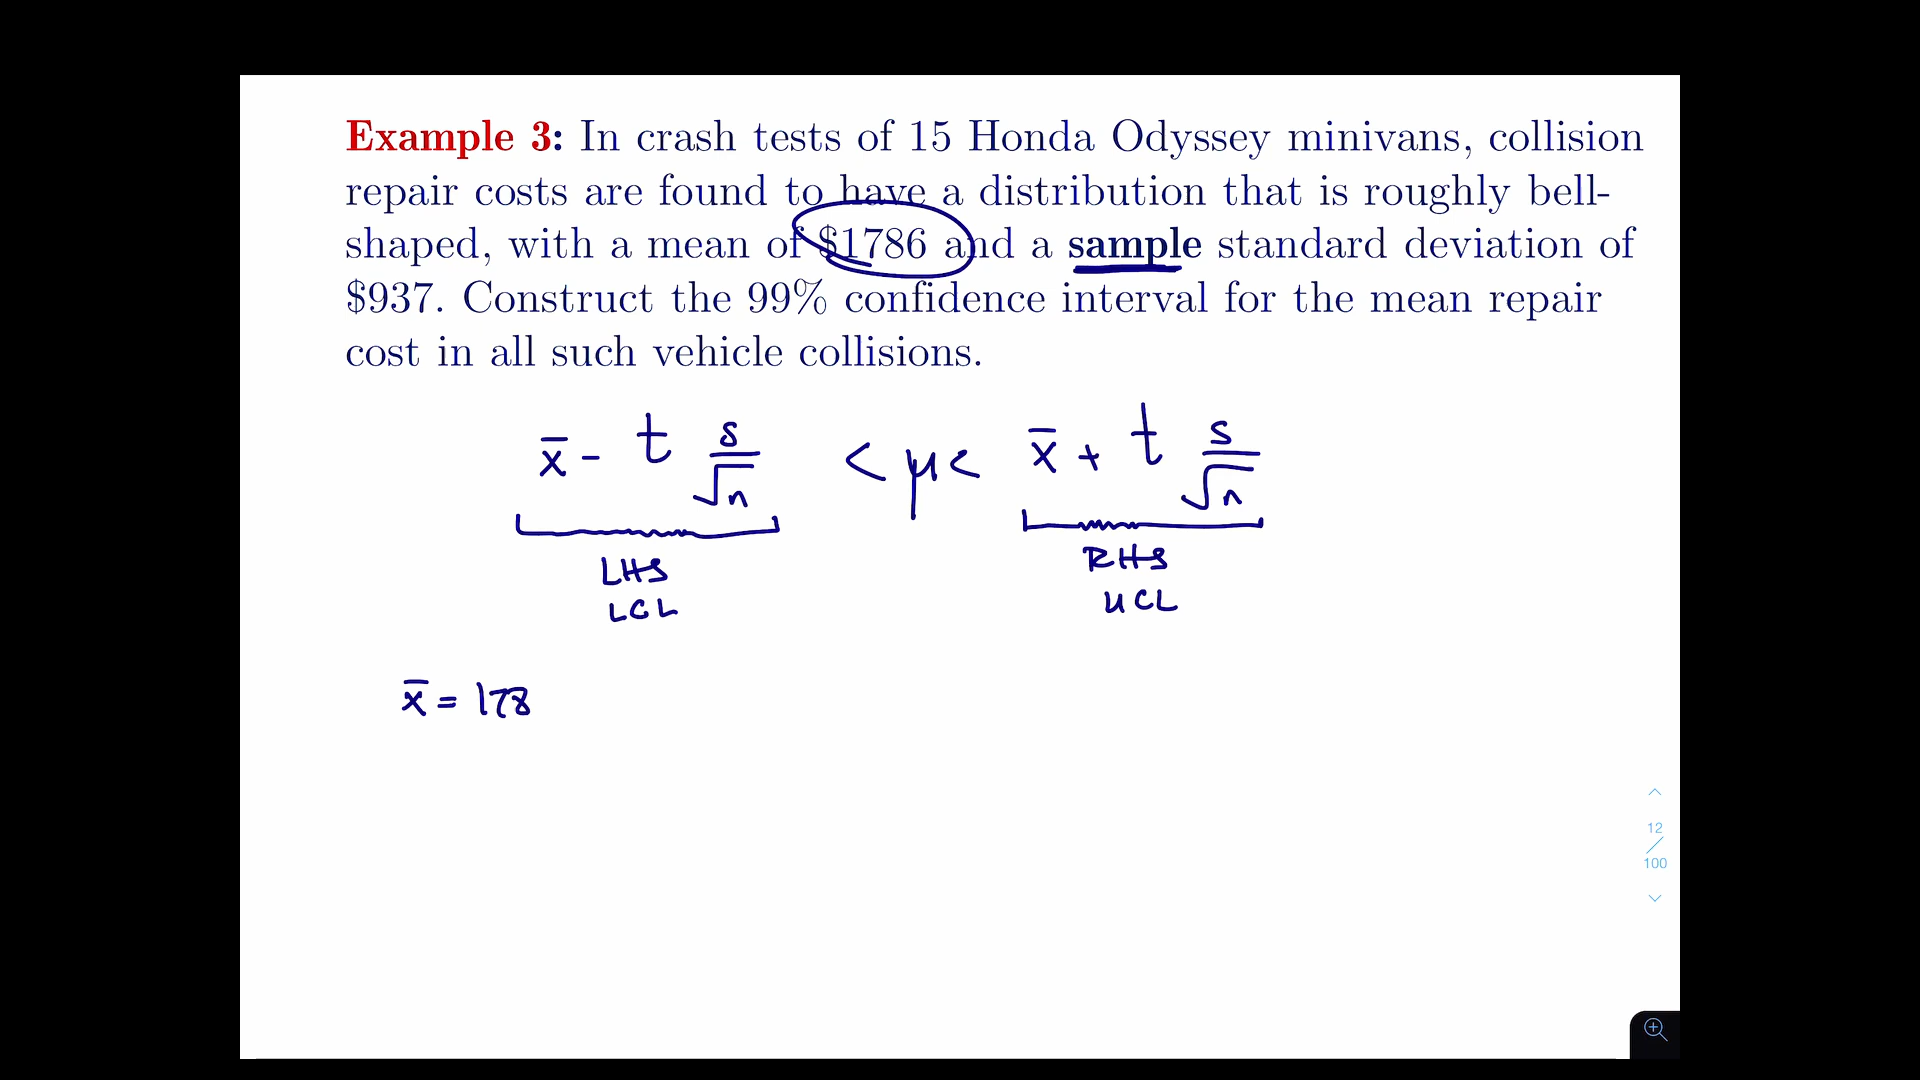 Example 3: In crash tests of 15 Honda Odyssey minivans, collision
repair costs are found to have a distribution that is roughly bell-
shaped, with a mean of $1786 and a sample standard deviation of
$937. Construct the 99% confidence interval for the mean repair
cost in all such vehicle collisions.
x̄ - t s/√n < μ < x̄ + t s/√n
LHS RHS
LCL UCL
x̄ = 178
12
/
100